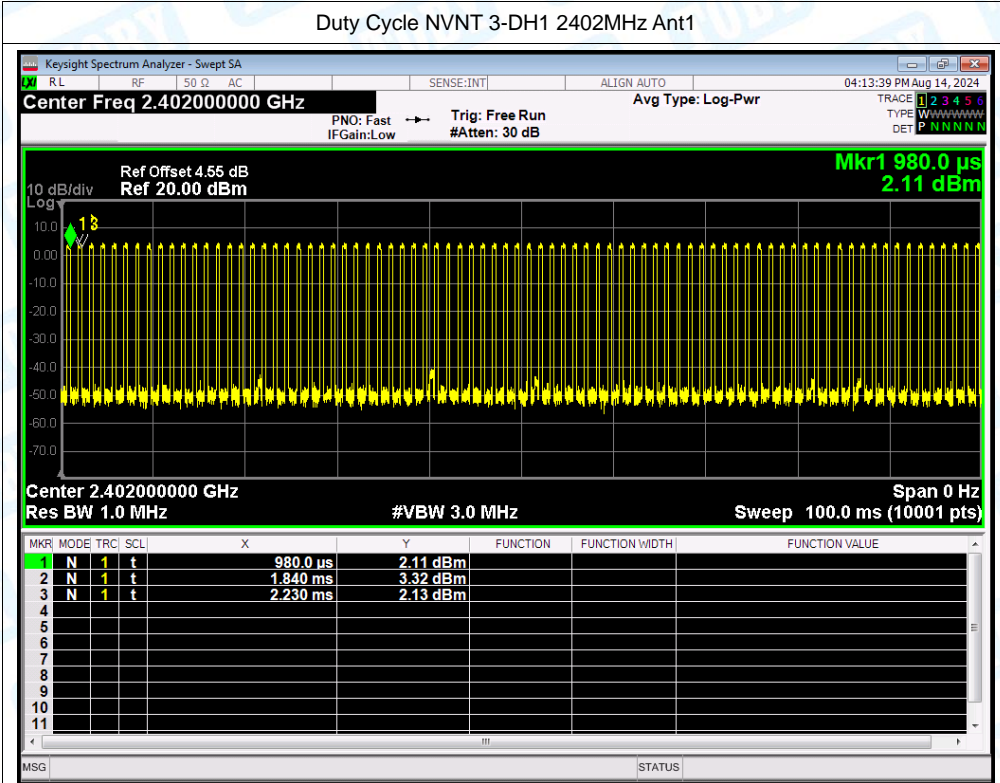 Duty Cycle NVNT 3-DH1 2402MHz Ant1
Keysight Spectrum Analyzer - Swept SA
LXI RL RF 50 Ω AC SENSE:INT ALIGN AUTO 04:13:39 PM Aug 14, 2024
Center Freq 2.402000000 GHz Avg Type: Log-Pwr TRACE 1 2 3 4 5 6
PNO: Fast Trig: Free Run TYPE W
IFGain:Low #Atten: 30 dB DET P N N N N N
Mkr1 980.0 µs
2.11 dBm
Ref Offset 4.55 dB
10 dB/div Ref 20.00 dBm
Log
1 3
10.0
0.00
-10.0
-20.0
-30.0
-40.0
-50.0
-60.0
-70.0
Center 2.402000000 GHz Span 0 Hz
Res BW 1.0 MHz #VBW 3.0 MHz Sweep 100.0 ms (10001 pts)
MKR MODE TRC SCL X Y FUNCTION FUNCTION WIDTH FUNCTION VALUE
1 N 1 t 980.0 µs 2.11 dBm
2 N 1 t 1.840 ms 3.32 dBm
3 N 1 t 2.230 ms 2.13 dBm
4
5
6
7
8
9
10
11
MSG STATUS